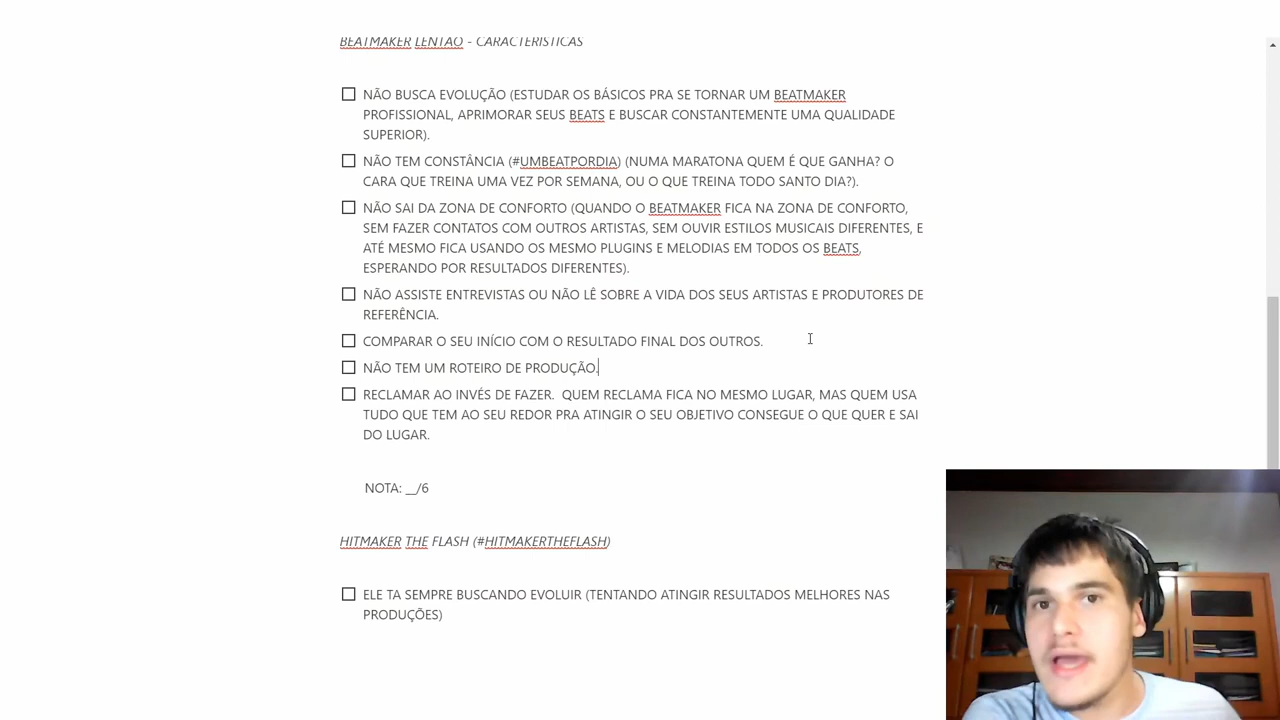 BEATMAKER LENTAO - CARACTERISTICAS
NÃO BUSCA EVOLUÇÃO (ESTUDAR OS BÁSICOS PRA SE TORNAR UM BEATMAKER
PROFISSIONAL, APRIMORAR SEUS BEATS E BUSCAR CONSTANTEMENTE UMA QUALIDADE
SUPERIOR).
NÃO TEM CONSTÂNCIA (#UMBEATPORDIA) (NUMA MARATONA QUEM É QUE GANHA? O
CARA QUE TREINA UMA VEZ POR SEMANA, OU O QUE TREINA TODO SANTO DIA?).
NÃO SAI DA ZONA DE CONFORTO (QUANDO O BEATMAKER FICA NA ZONA DE CONFORTO,
SEM FAZER CONTATOS COM OUTROS ARTISTAS, SEM OUVIR ESTILOS MUSICAIS DIFERENTES, E
ATÉ MESMO FICA USANDO OS MESMO PLUGINS E MELODIAS EM TODOS OS BEATS,
ESPERANDO POR RESULTADOS DIFERENTES).
NÃO ASSISTE ENTREVISTAS OU NÃO LÊ SOBRE A VIDA DOS SEUS ARTISTAS E PRODUTORES DE
REFERÊNCIA.
COMPARAR O SEU INÍCIO COM O RESULTADO FINAL DOS OUTROS.
NÃO TEM UM ROTEIRO DE PRODUÇÃO.
RECLAMAR AO INVÉS DE FAZER.  QUEM RECLAMA FICA NO MESMO LUGAR, MAS QUEM USA
TUDO QUE TEM AO SEU REDOR PRA ATINGIR O SEU OBJETIVO CONSEGUE O QUE QUER E SAI
DO LUGAR.
NOTA: __/6
HITMAKER THE FLASH (#HITMAKERTHEFLASH)
ELE TA SEMPRE BUSCANDO EVOLUIR (TENTANDO ATINGIR RESULTADOS MELHORES NAS
PRODUÇÕES)